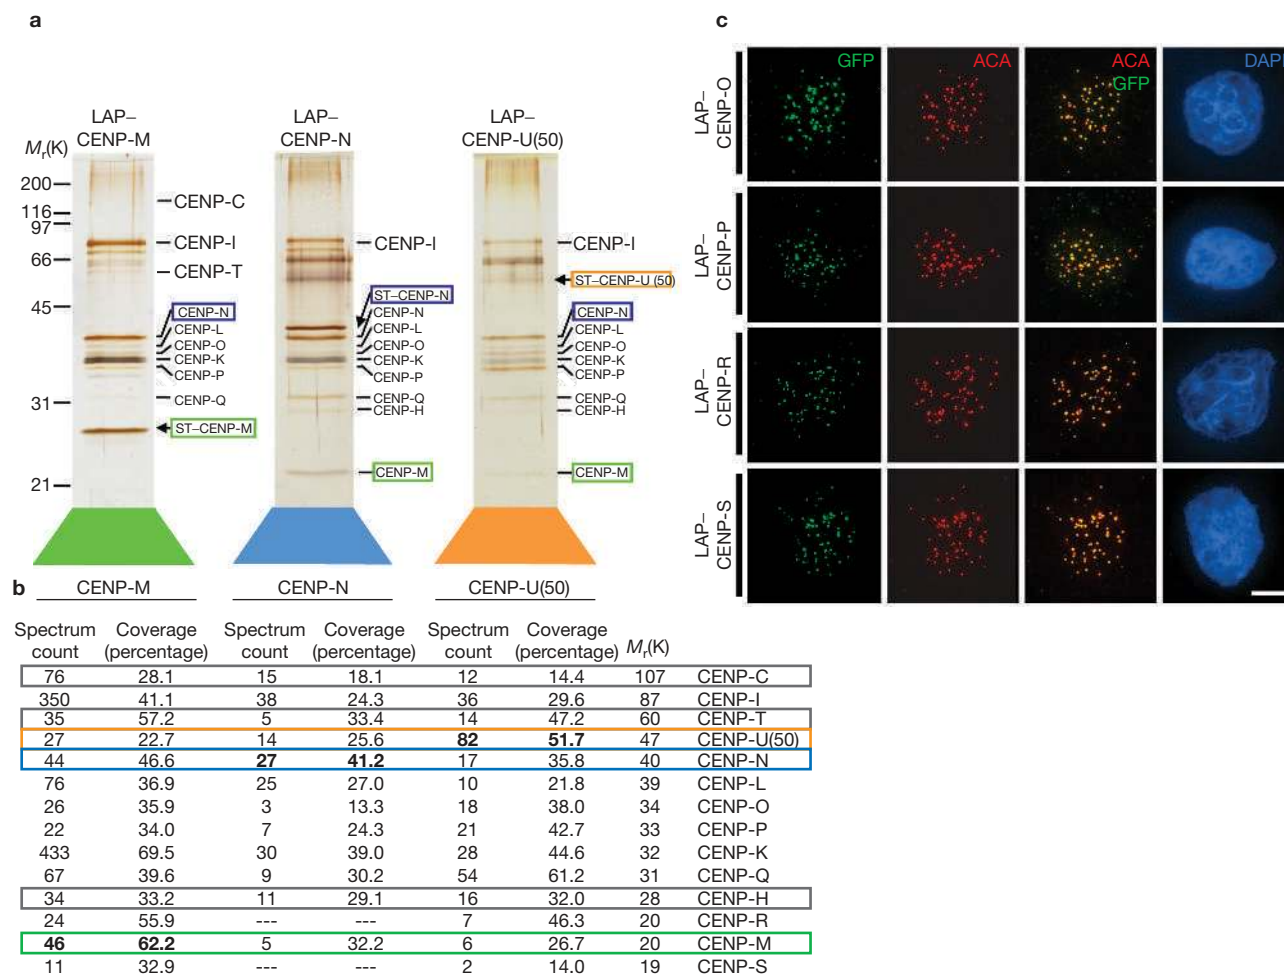 a
LAP–
CENP-M
LAP–
CENP-N
LAP–
CENP-U(50)
Mr(K)
200
116
97
66
45
31
21
CENP-C
CENP-I
CENP-T
CENP-N
CENP-L
CENP-O
CENP-K
CENP-P
CENP-Q
ST–CENP-M
CENP-I
ST–CENP-N
CENP-N
CENP-L
CENP-O
CENP-K
CENP-P
CENP-Q
CENP-H
CENP-M
CENP-I
ST–CENP-U (50)
CENP-N
CENP-L
CENP-O
CENP-K
CENP-P
CENP-Q
CENP-H
CENP-M
b
CENP-M CENP-N CENP-U(50)
Spectrum count Coverage (percentage) Spectrum count Coverage (percentage) Spectrum count Coverage (percentage) Mr(K)
76 28.1 15 18.1 12 14.4 107 CENP-C
350 41.1 38 24.3 36 29.6 87 CENP-I
35 57.2 5 33.4 14 47.2 60 CENP-T
27 22.7 14 25.6 82 51.7 47 CENP-U(50)
44 46.6 27 41.2 17 35.8 40 CENP-N
76 36.9 25 27.0 10 21.8 39 CENP-L
26 35.9 3 13.3 18 38.0 34 CENP-O
22 34.0 7 24.3 21 42.7 33 CENP-P
433 69.5 30 39.0 28 44.6 32 CENP-K
67 39.6 9 30.2 54 61.2 31 CENP-Q
34 33.2 11 29.1 16 32.0 28 CENP-H
24 55.9 --- --- 7 46.3 20 CENP-R
46 62.2 5 32.2 6 26.7 20 CENP-M
11 32.9 --- --- 2 14.0 19 CENP-S
c
GFP
ACA
ACA
GFP
DAPI
LAP–
CENP-O
LAP–
CENP-P
LAP–
CENP-R
LAP–
CENP-S